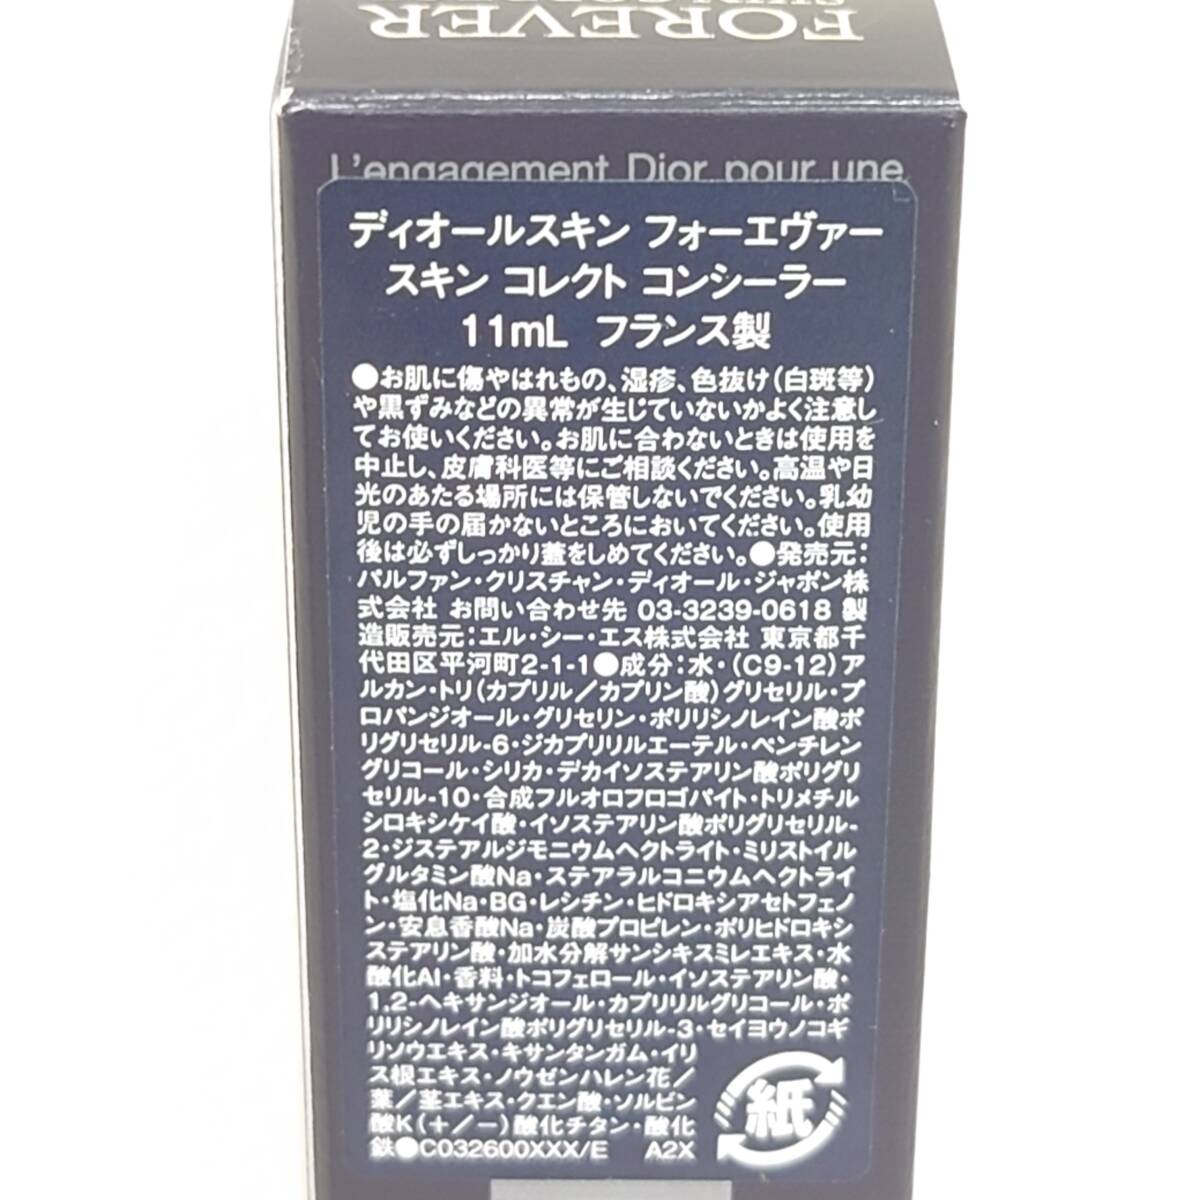 FOREVER
L'engagement Dior pour une
ディオールスキン フォーエヴァー
スキン コレクト コンシーラー
11mL フランス製
●お肌に傷やはれもの、湿疹、色抜け(白斑等)
や黒ずみなどの異常が生じていないかよく注意し
てお使いください。お肌に合わないときは使用を
中止し、皮膚科医等にご相談ください。高温や日
光のあたる場所には保管しないでください。乳幼
児の手の届かないところにおいてください。使用
後は必ずしっかり蓋をしめてください。●発売元:
パルファン・クリスチャン・ディオール・ジャポン株
式会社 お問い合わせ先 03-3239-0618 製
造販売元:エル・シー・エス株式会社 東京都千
代田区平河町2-1-1●成分:水・(C9-12)ア
ルカン・トリ(カプリル/カプリン酸)グリセリル・プ
ロパンジオール・グリセリン・ポリリシノレイン酸ポ
リグリセリル-6・ジカプリリルエーテル・ペンチレン
グリコール・シリカ・デカイソステアリン酸ポリグリ
セリル-10・合成フルオロフロゴパイト・トリメチル
シロキシケイ酸・イソステアリン酸ポリグリセリル-
2・ジステアルジモニウムヘクトライト・ミリストイル
グルタミン酸Na・ステアラルコニウムヘクトライ
ト・塩化Na・BG・レシチン・ヒドロキシアセトフェノ
ン・安息香酸Na・炭酸プロピレン・ポリヒドロキシ
ステアリン酸・加水分解サンシキスミレエキス・水
酸化Al・香料・トコフェロール・イソステアリン酸・
1,2-ヘキサンジオール・カプリリルグリコール・ポ
リリシノレイン酸ポリグリセリル-3・セイヨウノコギ
リソウエキス・キサンタンガム・イリ
ス根エキス・ノウゼンハレン花/
葉/茎エキス・クエン酸・ソルビン
酸K(+/-)酸化チタン・酸化
鉄●C032600XXX/E A2X
紙